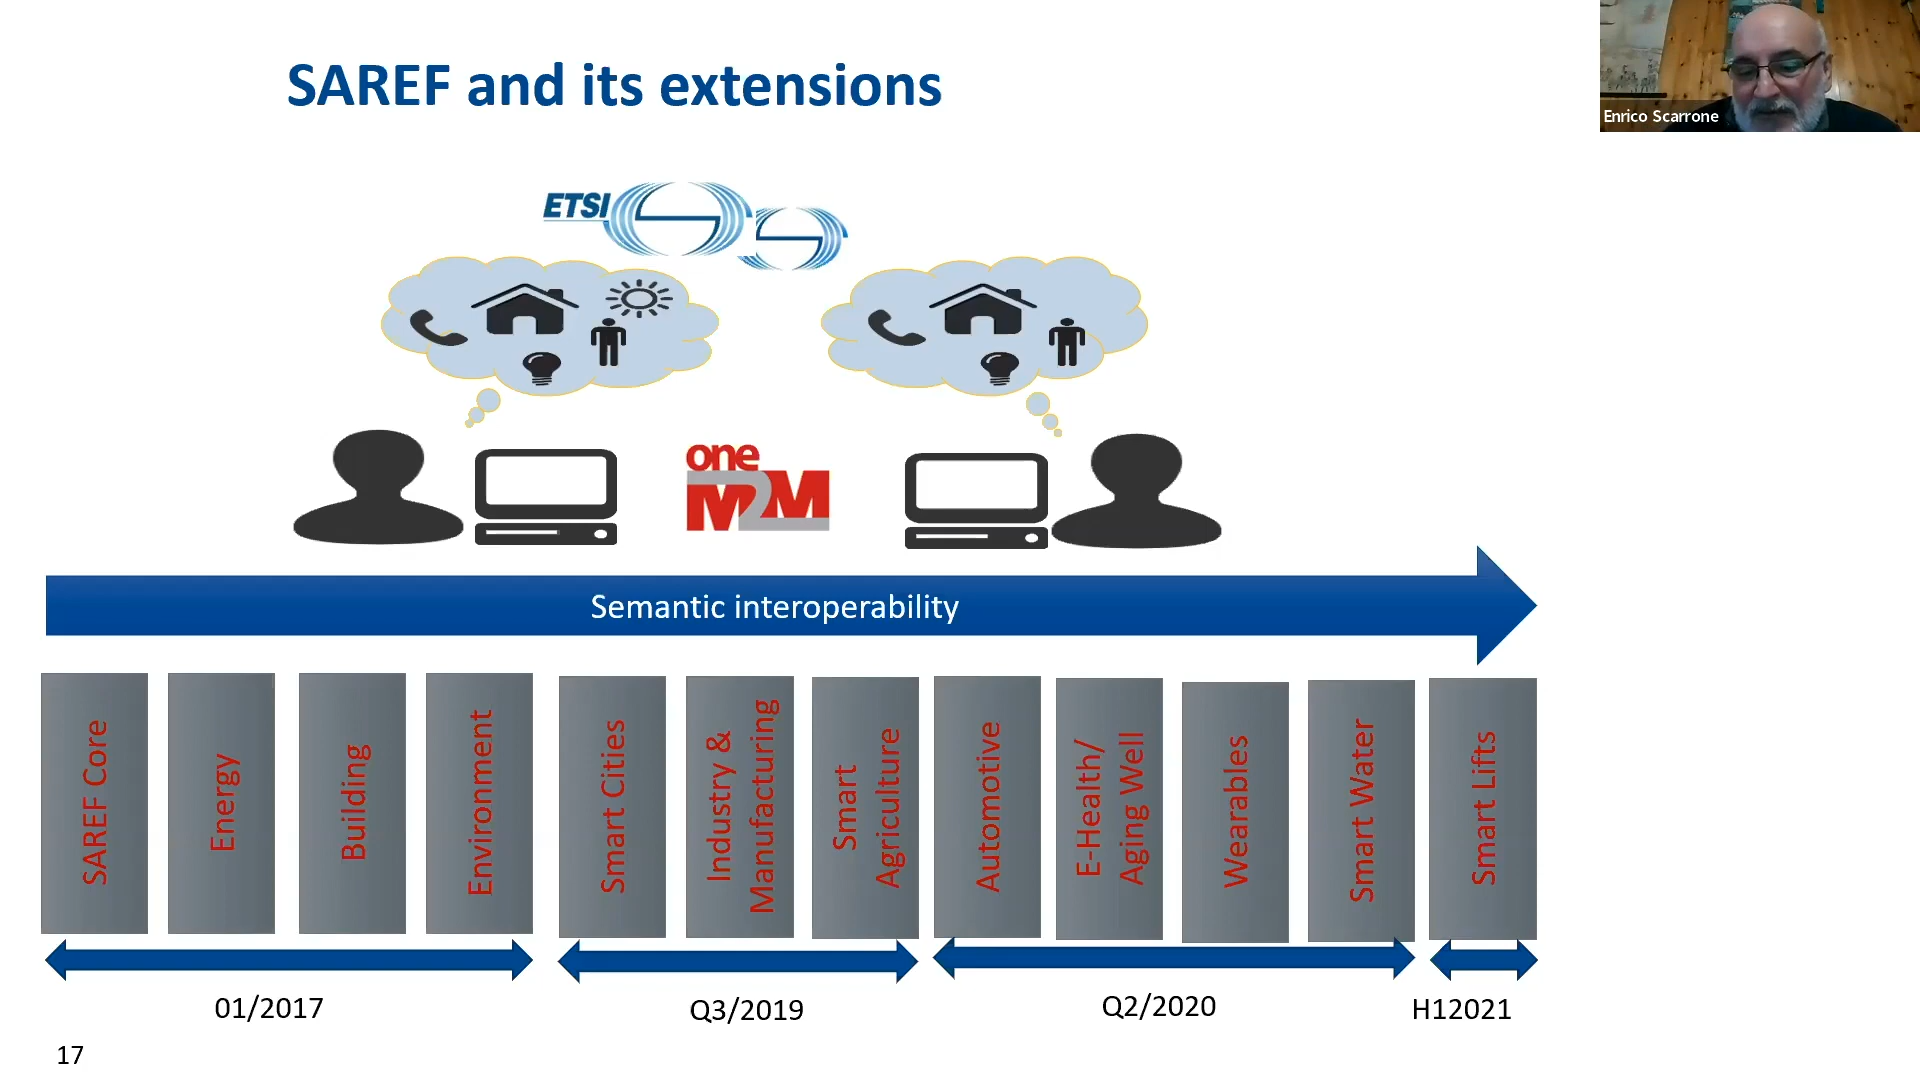 SAREF and its extensions
Enrico Scarrone
ETSI
one
M2M
Semantic interoperability
SAREF Core
Energy
Building
Environment
Smart Cities
Industry &
Manufacturing
Smart
Agriculture
Automotive
E-Health/
Aging Well
Wearables
Smart Water
Smart Lifts
01/2017
Q3/2019
Q2/2020
H12021
17